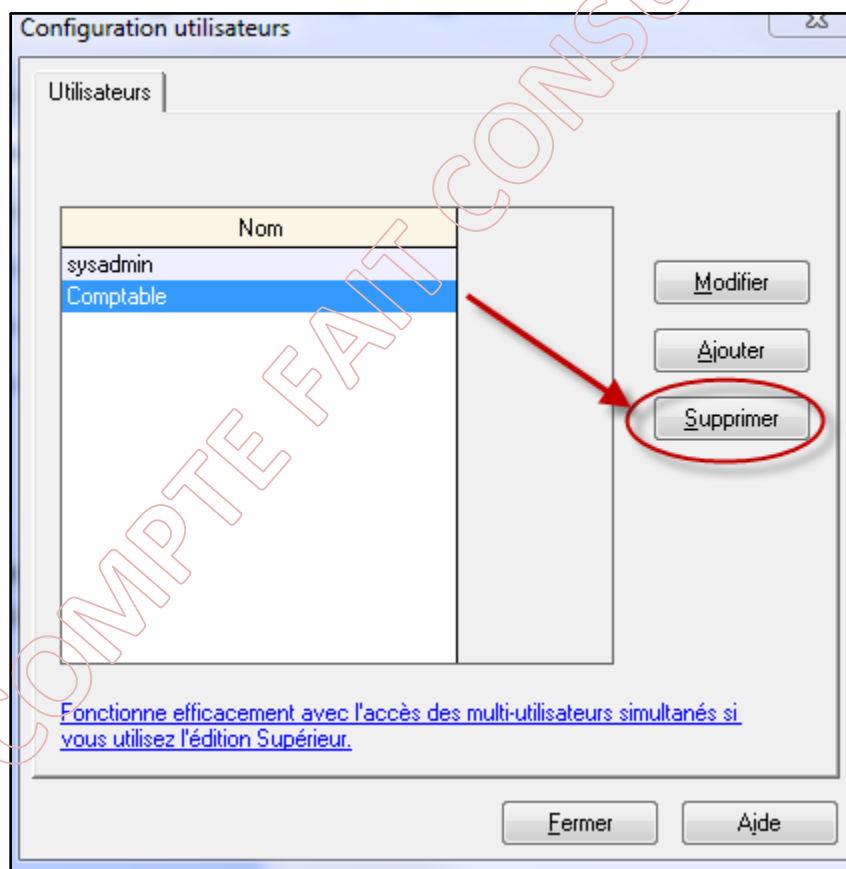 Configuration utilisateurs
Utilisateurs
Nom
sysadmin
Comptable
Modifier
Ajouter
Supprimer
Fonctionne efficacement avec l'accès des multi-utilisateurs simultanés si
vous utilisez l'édition Supérieur.
Fermer
Aide
COMPTE FAIT CONSU